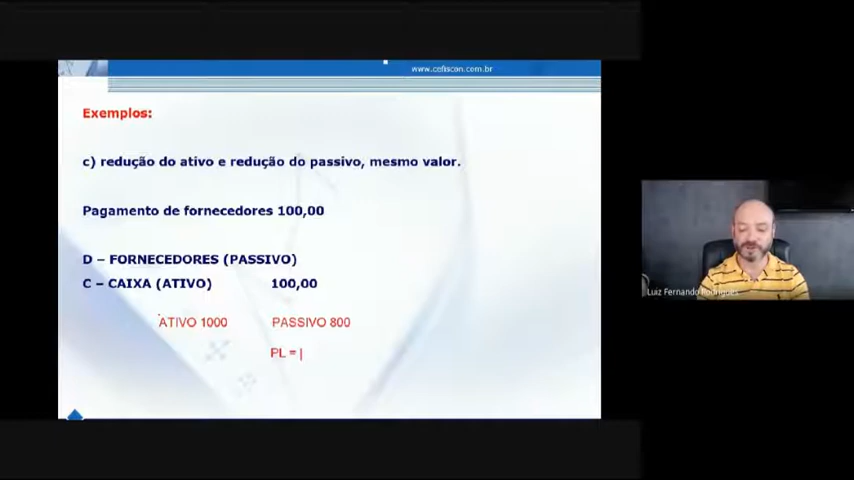 www.cefiscon.com.br
Exemplos:
c) redução do ativo e redução do passivo, mesmo valor.
Pagamento de fornecedores 100,00
D – FORNECEDORES (PASSIVO)
C – CAIXA (ATIVO) 100,00
ATIVO 1000 PASSIVO 800
PL = |
Luiz Fernando Rodrigues